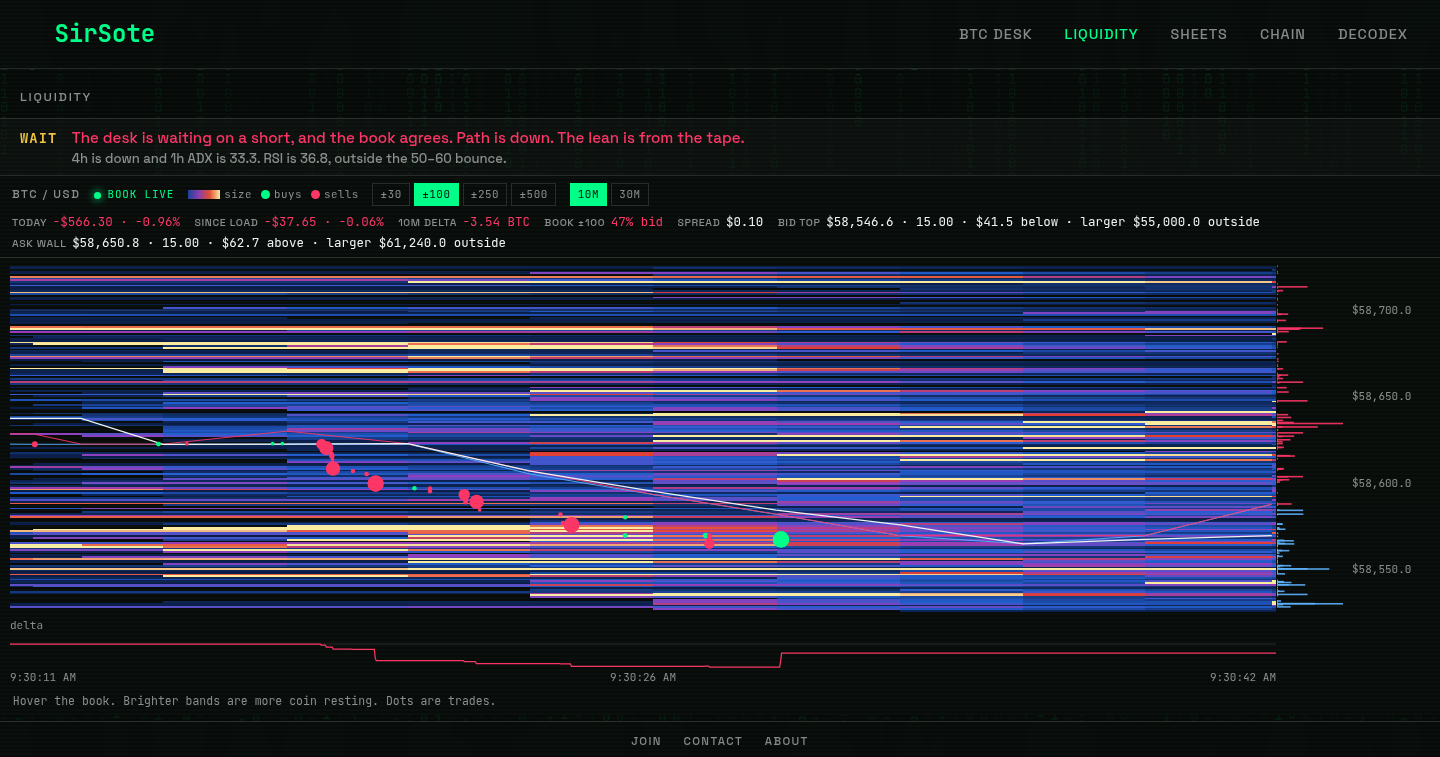 SirSote
BTC DESK LIQUIDITY SHEETS CHAIN DECODEX
LIQUIDITY
WAIT The desk is waiting on a short, and the book agrees. Path is down. The lean is from the tape.
4h is down and 1h ADX is 33.3. RSI is 36.8, outside the 50–60 bounce.
BTC / USD BOOK LIVE size buys sells ±30 ±100 ±250 ±500 10M 30M
TODAY -$566.30 · -0.96% SINCE LOAD -$37.65 · -0.06% 10M DELTA -3.54 BTC BOOK ±100 47% bid SPREAD $0.10 BID TOP $58,546.6 · 15.00 · $41.5 below · larger $55,000.0 outside
ASK WALL $58,650.8 · 15.00 · $62.7 above · larger $61,240.0 outside
$58,700.0
$58,650.0
$58,600.0
$58,550.0
delta
9:30:11 AM 9:30:26 AM 9:30:42 AM
Hover the book. Brighter bands are more coin resting. Dots are trades.
JOIN CONTACT ABOUT